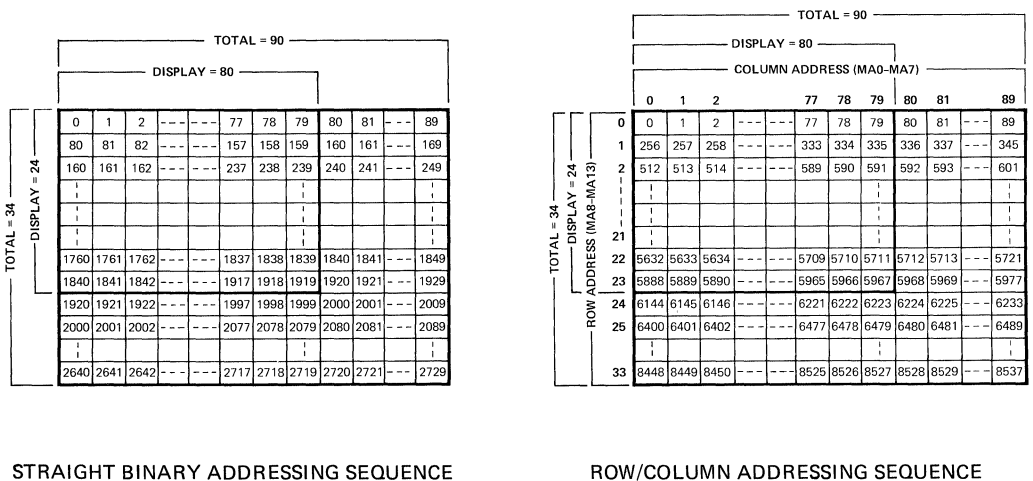 TOTAL = 90
DISPLAY = 80
TOTAL = 34
DISPLAY = 24
0 1 2 77 78 79 80 81 89
80 81 82 157 158 159 160 161 169
160 161 162 237 238 239 240 241 249
1760 1761 1762 1837 1838 1839 1840 1841 1849
1840 1841 1842 1917 1918 1919 1920 1921 1929
1920 1921 1922 1997 1998 1999 2000 2001 2009
2000 2001 2002 2077 2078 2079 2080 2081 2089
2640 2641 2642 2717 2718 2719 2720 2721 2729
STRAIGHT BINARY ADDRESSING SEQUENCE
TOTAL = 90
DISPLAY = 80
COLUMN ADDRESS (MA0–MA7)
TOTAL = 34
DISPLAY = 24
ROW ADDRESS (MA8–MA13)
0 1 2 77 78 79 80 81 89
0 0 1 2 77 78 79 80 81 89
1 256 257 258 333 334 335 336 337 345
2 512 513 514 589 590 591 592 593 601
21
22 5632 5633 5634 5709 5710 5711 5712 5713 5721
23 5888 5889 5890 5965 5966 5967 5968 5969 5977
24 6144 6145 6146 6221 6222 6223 6224 6225 6233
25 6400 6401 6402 6477 6478 6479 6480 6481 6489
33 8448 8449 8450 8525 8526 8527 8528 8529 8537
ROW/COLUMN ADDRESSING SEQUENCE